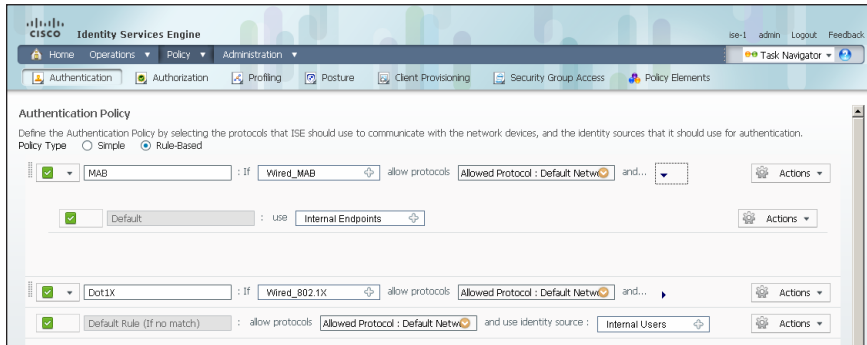 CISCO Identity Services Engine
ise-1 admin Logout Feedback
Home Operations Policy Administration Task Navigator
Authentication Authorization Profiling Posture Client Provisioning Security Group Access Policy Elements
Authentication Policy
Define the Authentication Policy by selecting the protocols that ISE should use to communicate with the network devices, and the identity sources that it should use for authentication.
Policy Type Simple Rule-Based
MAB : If Wired_MAB allow protocols Allowed Protocol : Default Netwo and... Actions
Default : use Internal Endpoints Actions
Dot1X : If Wired_802.1X allow protocols Allowed Protocol : Default Netwo and... Actions
Default Rule (If no match) : allow protocols Allowed Protocol : Default Netwo and use identity source : Internal Users Actions